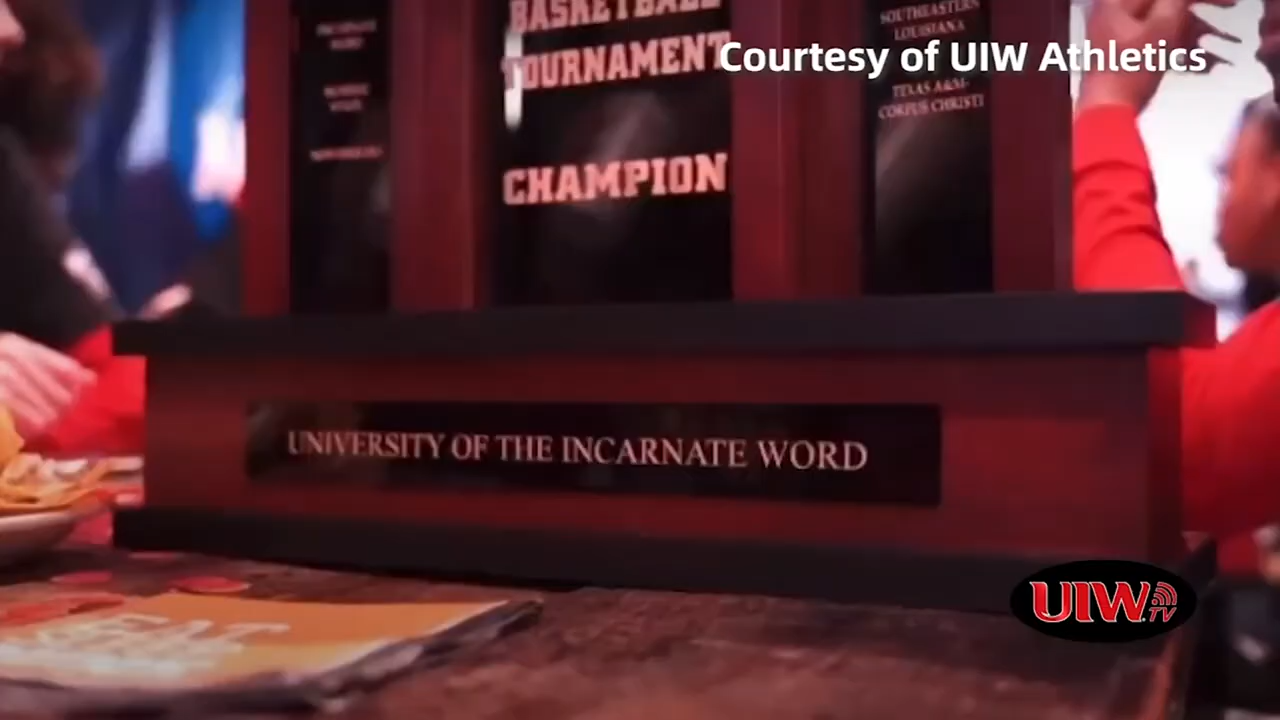 BASKETBALL
TOURNAMENT
CHAMPION
SOUTHEASTERN
LOUISIANA
TEXAS A&M-
CORPUS CHRISTI
Courtesy of UIW Athletics
UNIVERSITY OF THE INCARNATE WORD
EAT
UIW
.TV